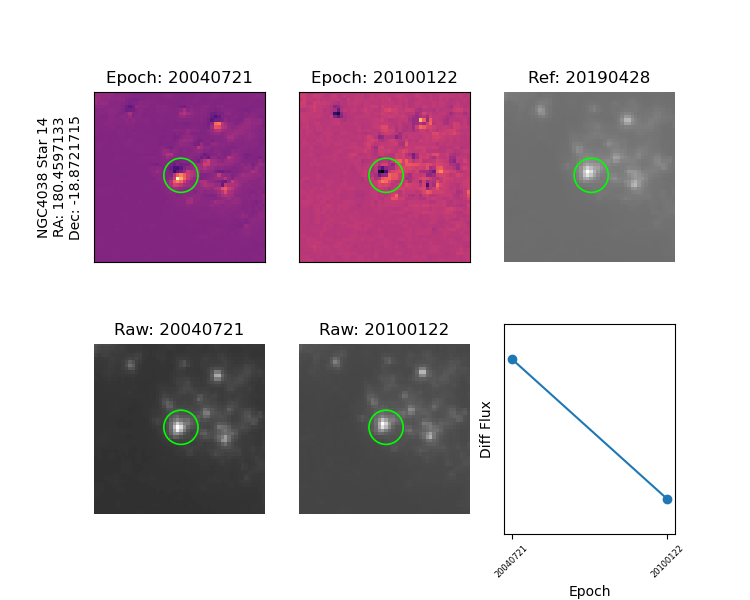 NGC4038 Star 14
RA: 180.4597133
Dec: -18.8721715
Epoch: 20040721
Epoch: 20100122
Ref: 20190428
Raw: 20040721
Raw: 20100122
Diff Flux
20040721
20100122
Epoch